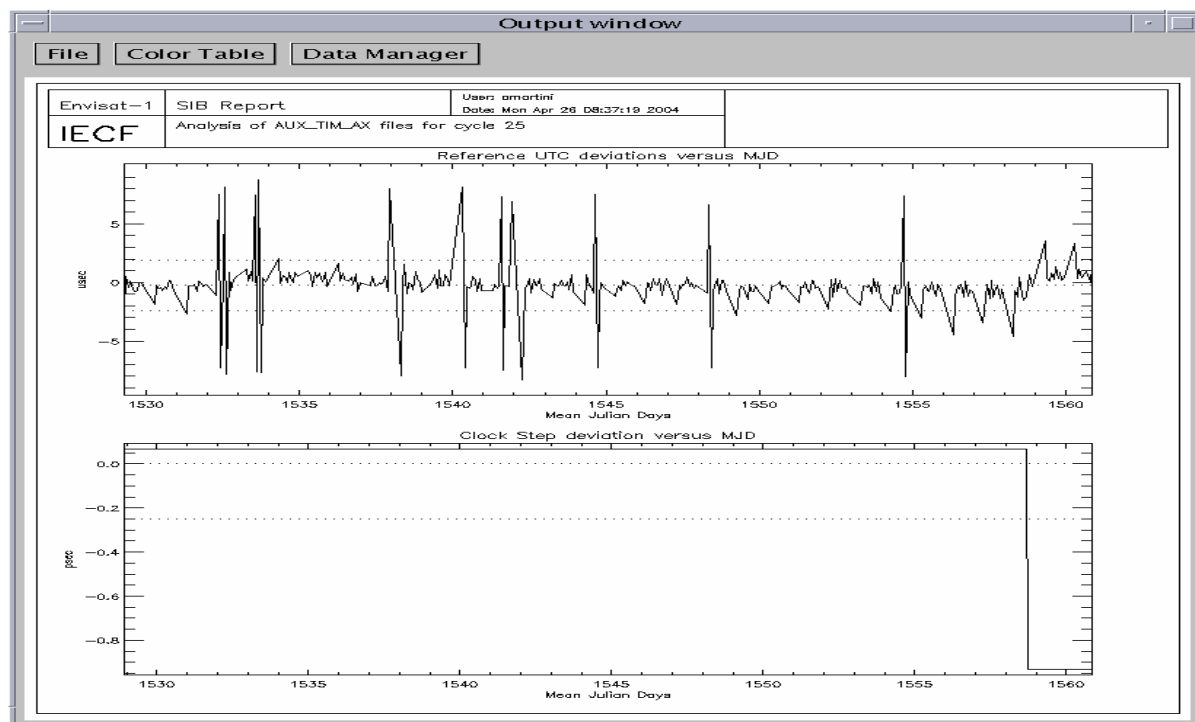 Output window
File Color Table Data Manager
Envisat-1 SIB Report
User: amartini
Date: Mon Apr 26 08:37:19 2004
IECF Analysis of AUX_TIM_AX files for cycle 25
Reference UTC deviations versus MJD
5
0
-5
usec
1530 1535 1540 1545 1550 1555 1560
Mean Julian Days
Clock Step deviation versus MJD
0.0
-0.2
-0.4
-0.6
-0.8
psec
1530 1535 1540 1545 1550 1555 1560
Mean Julian Days